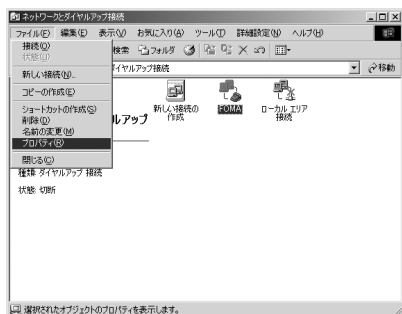 ネットワークとダイヤルアップ接続
ファイル(F) 編集(E) 表示(V) お気に入り(A) ツール(T) 詳細設定(N) ヘルプ(H)
接続(O)
状態(U)
新しい接続(N)...
コピーの作成(E)
ショートカットの作成(S)
削除(D)
名前の変更(M)
プロパティ(R)
閉じる(C)
検索 フォルダ
イヤルアップ接続
移動
ルアップ
新しい接続の
作成
FOMA
ローカル エリア
接続
種類: ダイヤルアップ 接続
状態: 切断
選択されたオブジェクトのプロパティを表示します。